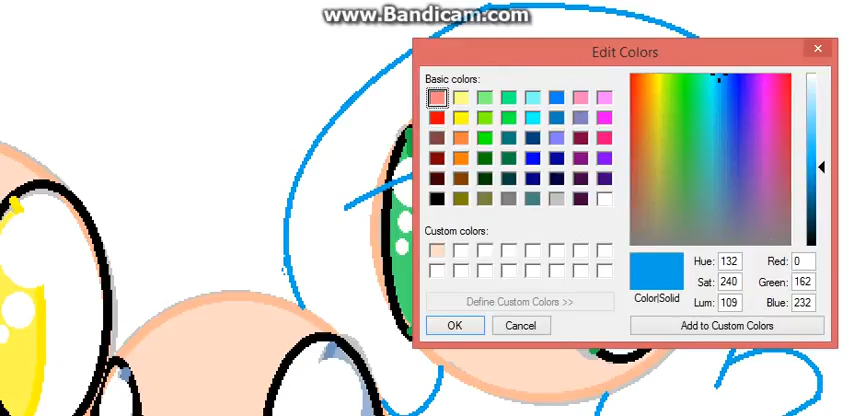 www.Bandicam.com
Edit Colors
Basic colors:
Custom colors:
Define Custom Colors >>
OK
Cancel
Color|Solid
Hue: 132
Sat: 240
Lum: 109
Red: 0
Green: 162
Blue: 232
Add to Custom Colors